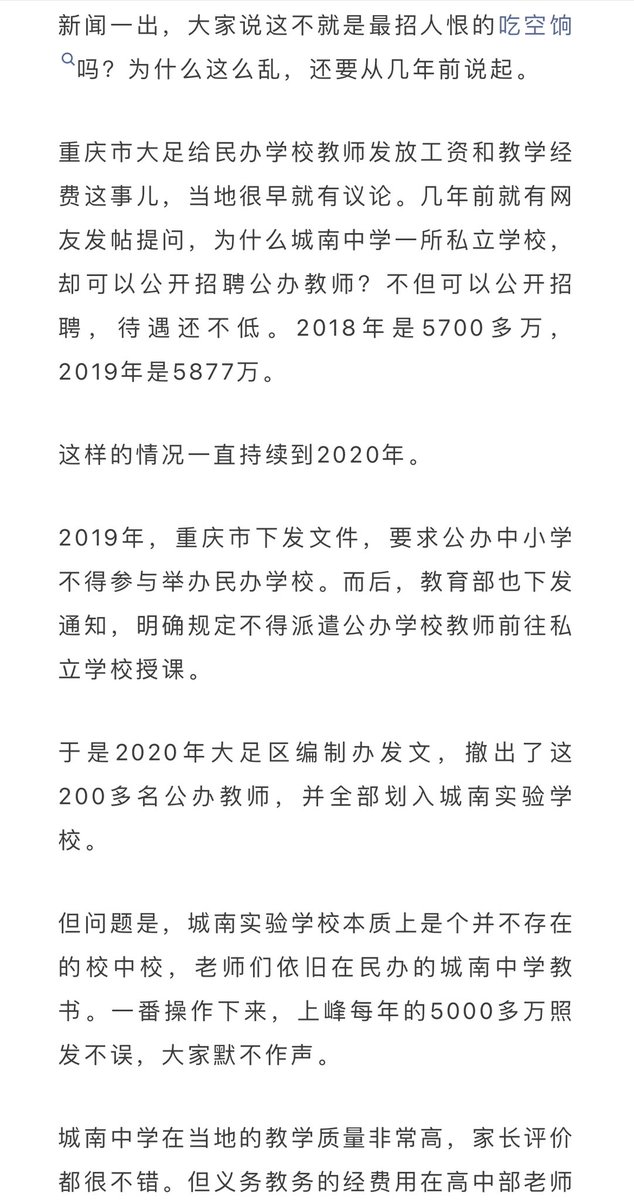 新闻一出，大家说这不就是最招人恨的吃空饷
吗？为什么这么乱，还要从几年前说起。
重庆市大足给民办学校教师发放工资和教学经
费这事儿，当地很早就有议论。几年前就有网
友发帖提问，为什么城南中学一所私立学校，
却可以公开招聘公办教师？不但可以公开招
聘，待遇还不低。2018年是5700多万，
2019年是5877万。
这样的情况一直持续到2020年。
2019年，重庆市下发文件，要求公办中小学
不得参与举办民办学校。而后，教育部也下发
通知，明确规定不得派遣公办学校教师前往私
立学校授课。
于是2020年大足区编制办发文，撤出了这
200多名公办教师，并全部划入城南实验学
校。
但问题是，城南实验学校本质上是个并不存在
的校中校，老师们依旧在民办的城南中学教
书。一番操作下来，上峰每年的5000多万照
发不误，大家默不作声。
城南中学在当地的教学质量非常高，家长评价
都很不错。但义务教务的经费用在高中部老师